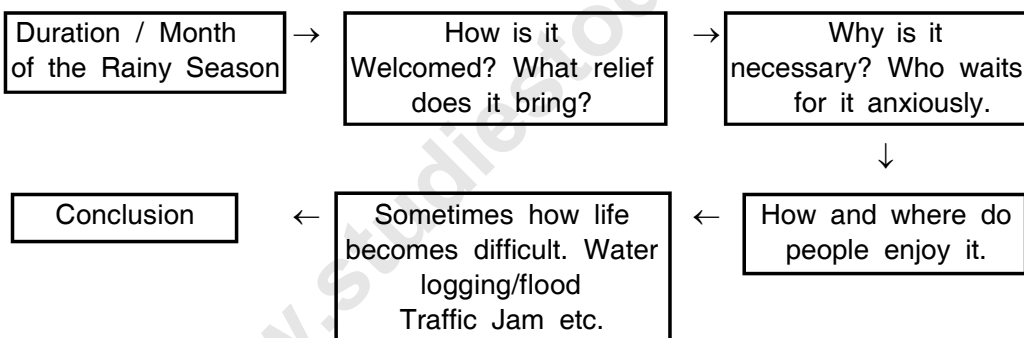 Duration / Month
of the Rainy Season
→
How is it
Welcomed? What relief
does it bring?
→
Why is it
necessary? Who waits
for it anxiously.
↓
How and where do
people enjoy it.
←
Sometimes how life
becomes difficult. Water
logging/flood
Traffic Jam etc.
←
Conclusion